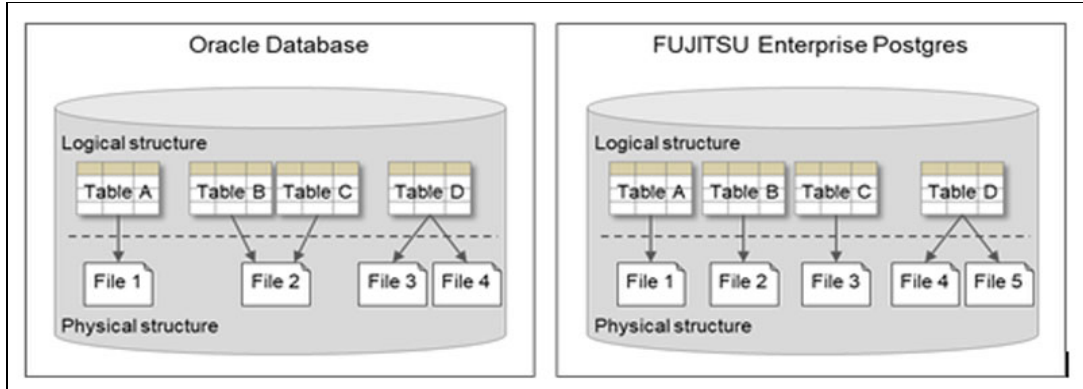 Oracle Database
Logical structure
Table A Table B Table C Table D
File 1 File 2 File 3 File 4
Physical structure
FUJITSU Enterprise Postgres
Logical structure
Table A Table B Table C Table D
File 1 File 2 File 3 File 4 File 5
Physical structure